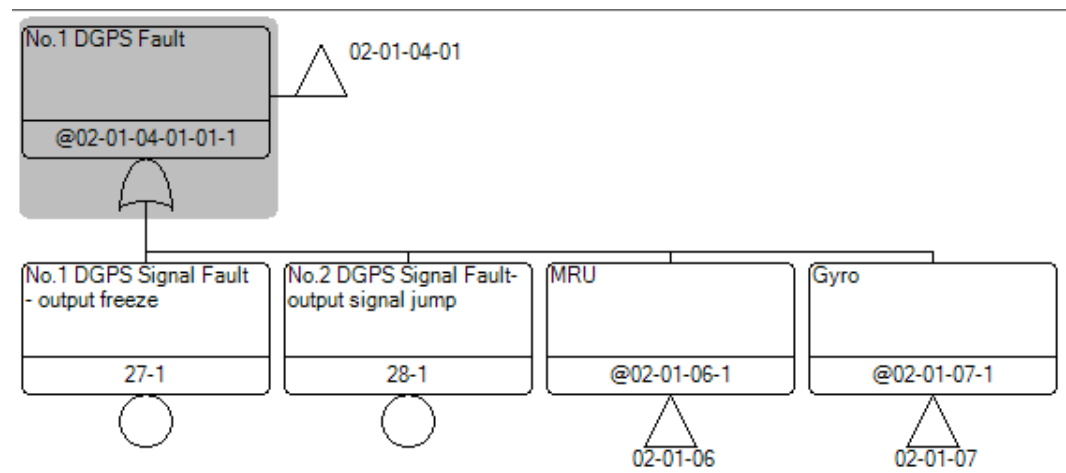 No.1 DGPS Fault
02-01-04-01
@02-01-04-01-01-1
No.1 DGPS Signal Fault
- output freeze
27-1
No.2 DGPS Signal Fault-
output signal jump
28-1
MRU
@02-01-06-1
02-01-06
Gyro
@02-01-07-1
02-01-07